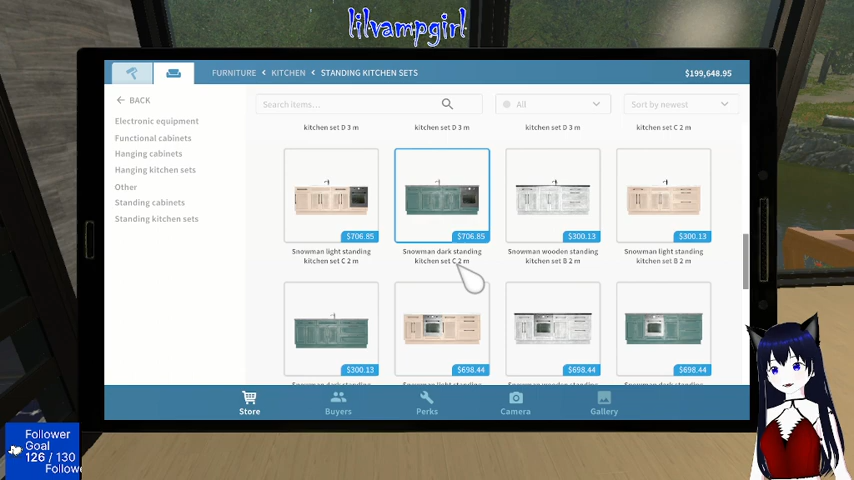 lilvampgirl
FURNITURE < KITCHEN < STANDING KITCHEN SETS
$199,648.95
BACK
Search items...
All
Sort by newest
Electronic equipment
Functional cabinets
Hanging cabinets
Hanging kitchen sets
Other
Standing cabinets
Standing kitchen sets
kitchen set D 3 m
kitchen set D 3 m
kitchen set D 3 m
kitchen set C 2 m
$706.85
$706.85
$300.13
$300.13
Snowman light standing
kitchen set C 2 m
Snowman dark standing
kitchen set C 2 m
Snowman wooden standing
kitchen set B 2 m
Snowman light standing
kitchen set B 2 m
$300.13
$698.44
$698.44
$698.44
Store
Buyers
Perks
Camera
Gallery
Follower
Goal
126 / 130
Followe